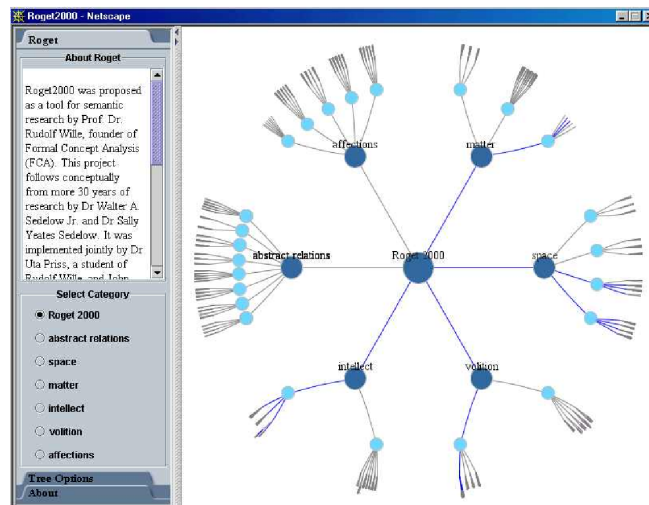 Roget2000 - Netscape
Roget
About Roget
Roget2000 was proposed
as a tool for semantic
research by Prof. Dr.
Rudolf Wille, founder of
Formal Concept Analysis
(FCA). This project
follows conceptually
from more 30 years of
research by Dr Walter A.
Sedelow Jr. and Dr Sally
Yeates Sedelow. It was
implemented jointly by Dr
Uta Priss, a student of
Rudolf Wille, and John
Select Category
Roget 2000
abstract relations
space
matter
intellect
volition
affections
Tree Options
About
affections
matter
abstract relations
Roget 2000
space
intellect
volition